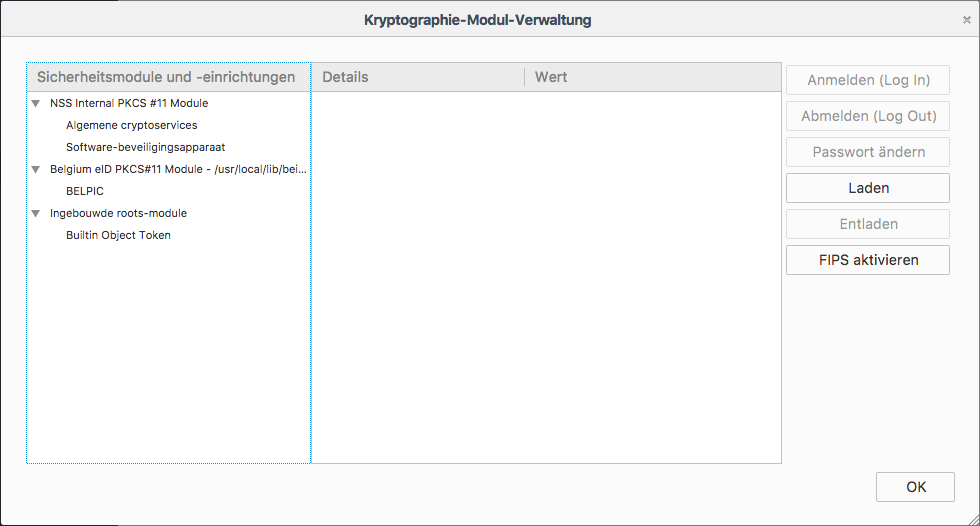 Kryptographie-Modul-Verwaltung
Sicherheitsmodule und -einrichtungen Details Wert
NSS Internal PKCS #11 Module
Algemene cryptoservices
Software-beveiligingsapparaat
Belgium eID PKCS#11 Module - /usr/local/lib/bei...
BELPIC
Ingebouwde roots-module
Builtin Object Token
Anmelden (Log In)
Abmelden (Log Out)
Passwort ändern
Laden
Entladen
FIPS aktivieren
OK